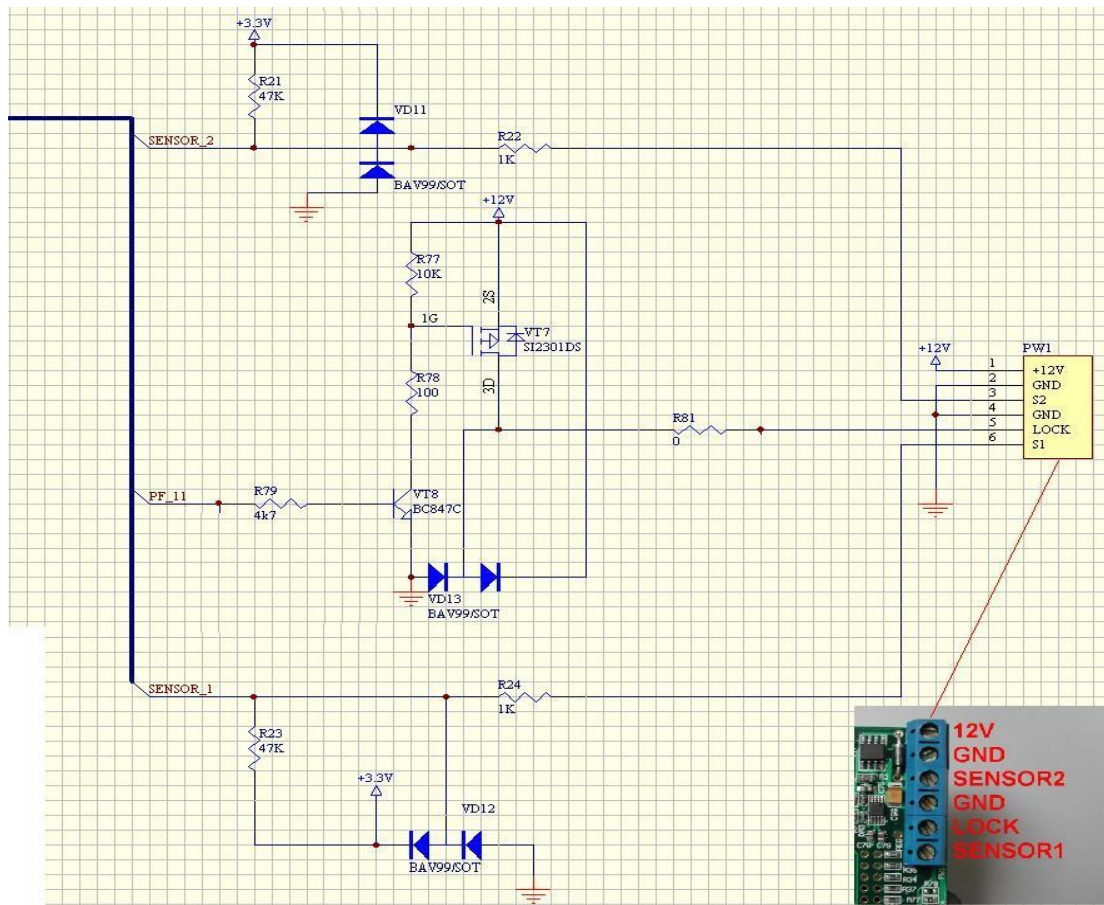 +3.3V
R21
47K
VD11
SENSOR_2
R22
1K
BAV99/SOT
+12V
R77
10K
2S
1G
VT7
SI2301DS
+12V
PW1
1
+12V
2
GND
3
S2
4
GND
5
LOCK
6
S1
R78
100
3D
R81
0
PF_11
R79
4k7
VT8
BC847C
VD13
BAV99/SOT
SENSOR_1
R24
1K
R23
47K
+3.3V
VD12
BAV99/SOT
12V
GND
SENSOR2
GND
LOCK
SENSOR1